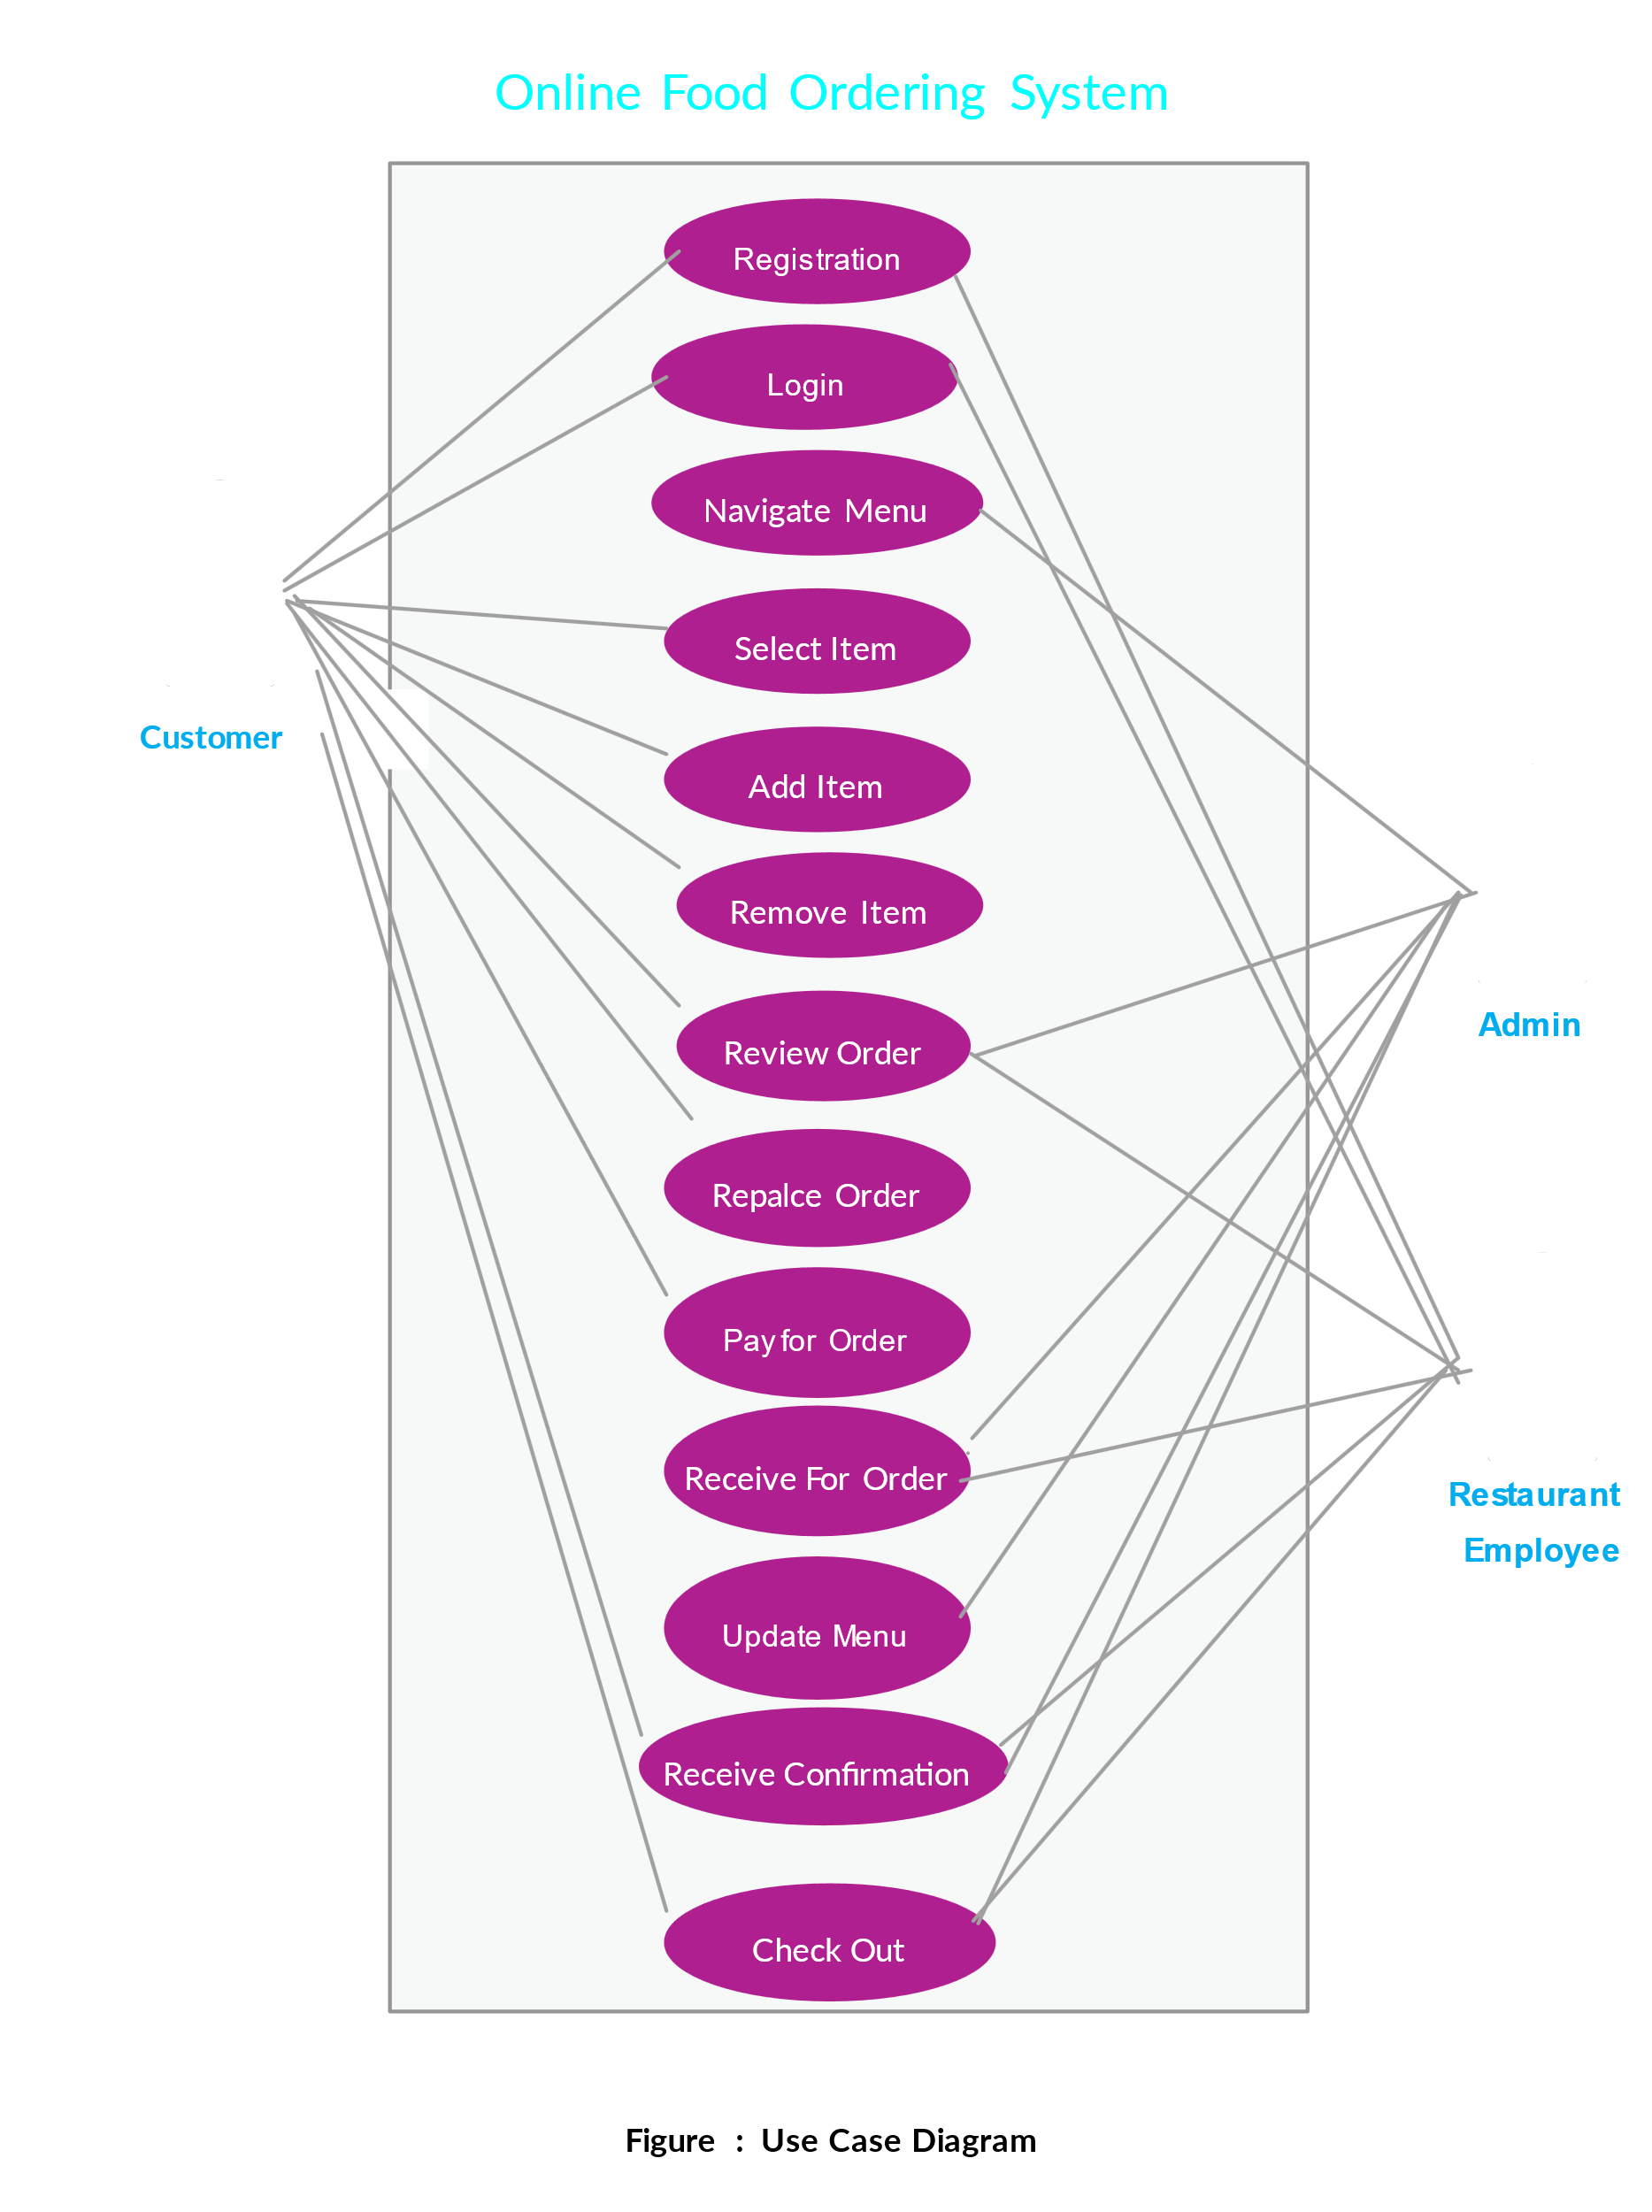 Online Food Ordering System
Registration
Login
Navigate Menu
Select Item
Customer
Add Item
Remove Item
Admin
Review Order
Repalce Order
Pay for Order
Receive For Order
Restaurant
Employee
Update Menu
Receive Confirmation
Check Out
Figure : Use Case Diagram